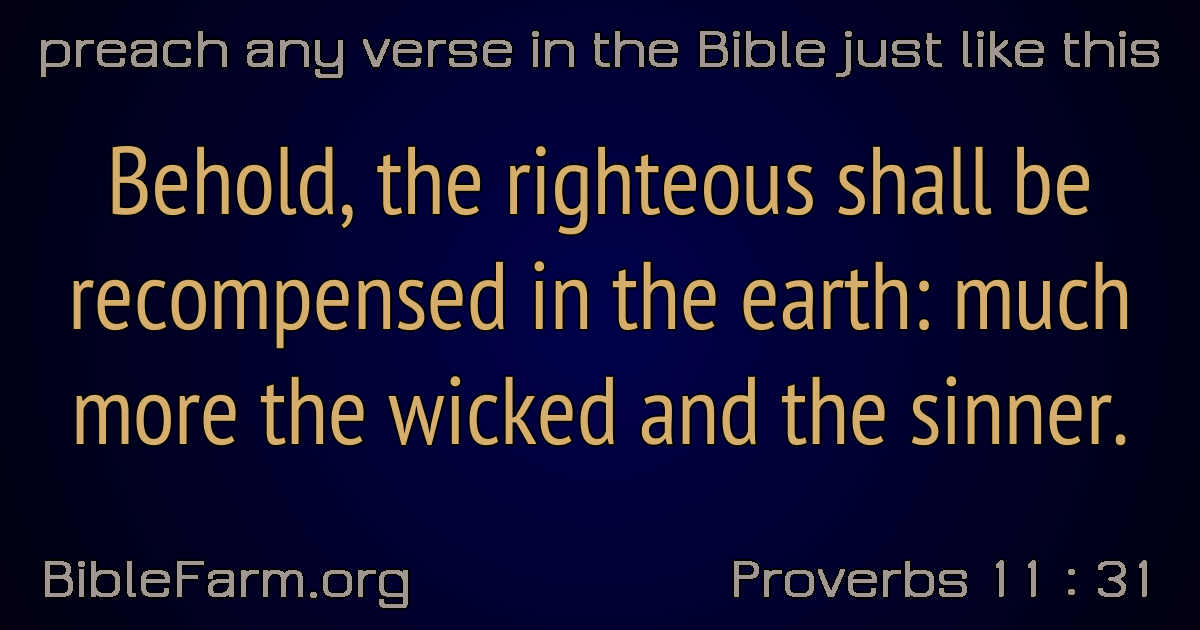 preach any verse in the Bible just like this
Behold, the righteous shall be
recompensed in the earth: much
more the wicked and the sinner.
BibleFarm.org
Proverbs 11 : 31